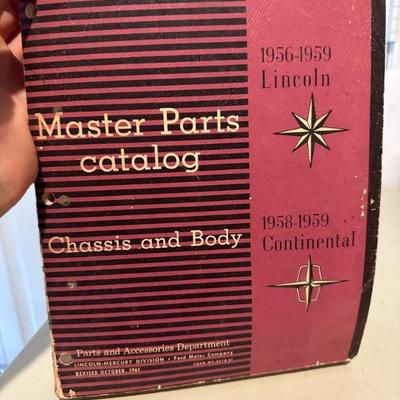 Master Parts
catalog
Chassis and Body
1956-1959
Lincoln
1958-1959
Continental
Parts and Accessories Department
LINCOLN-MERCURY DIVISION • Ford Motor Company
REVISED OCTOBER, 1961